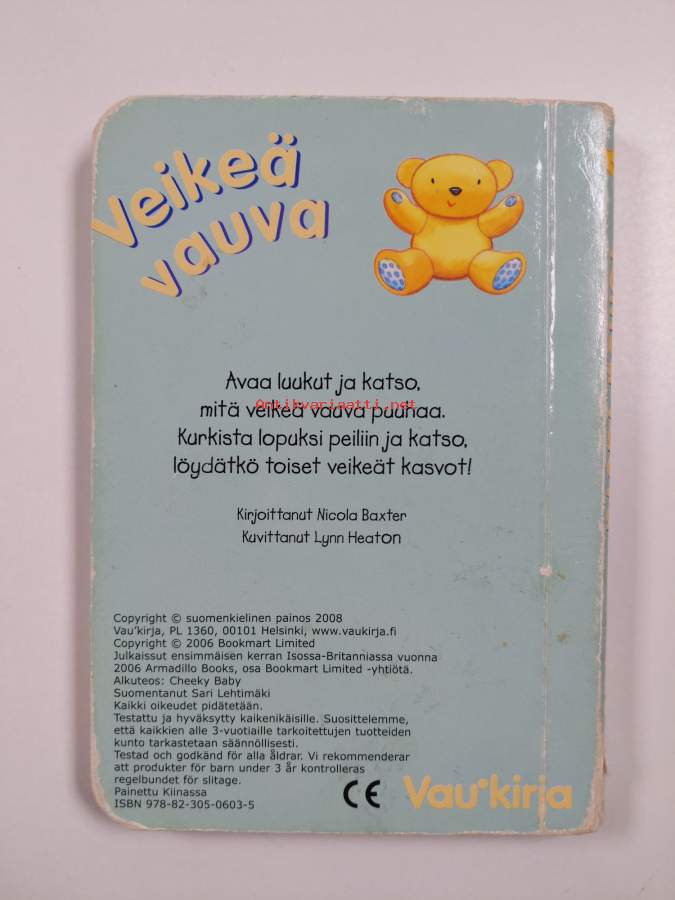 Veikeä
vauva
Avaa luukut ja katso,
mitä veikeä vauva puuhaa.
Antikvariaatti.net
Kurkista lopuksi peiliin ja katso,
löydätkö toiset veikeät kasvot!
Kirjoittanut Nicola Baxter
Kuvittanut Lynn Heaton
Copyright © suomenkielinen painos 2008
Vau'kirja, PL 1360, 00101 Helsinki, www.vaukirja.fi
Copyright © 2006 Bookmart Limited
Julkaissut ensimmäisen kerran Isossa-Britanniassa vuonna
2006 Armadillo Books, osa Bookmart Limited -yhtiötä.
Alkuteos: Cheeky Baby
Suomentanut Sari Lehtimäki
Kaikki oikeudet pidätetään.
Testattu ja hyväksytty kaikenikäisille. Suosittelemme,
että kaikkien alle 3-vuotiaille tarkoitettujen tuotteiden
kunto tarkastetaan säännöllisesti.
Testad och godkänd för alla åldrar. Vi rekommenderar
att produkter för barn under 3 år kontrolleras
regelbundet för slitage.
Painettu Kiinassa
ISBN 978-82-305-0603-5
CE Vau'kirja